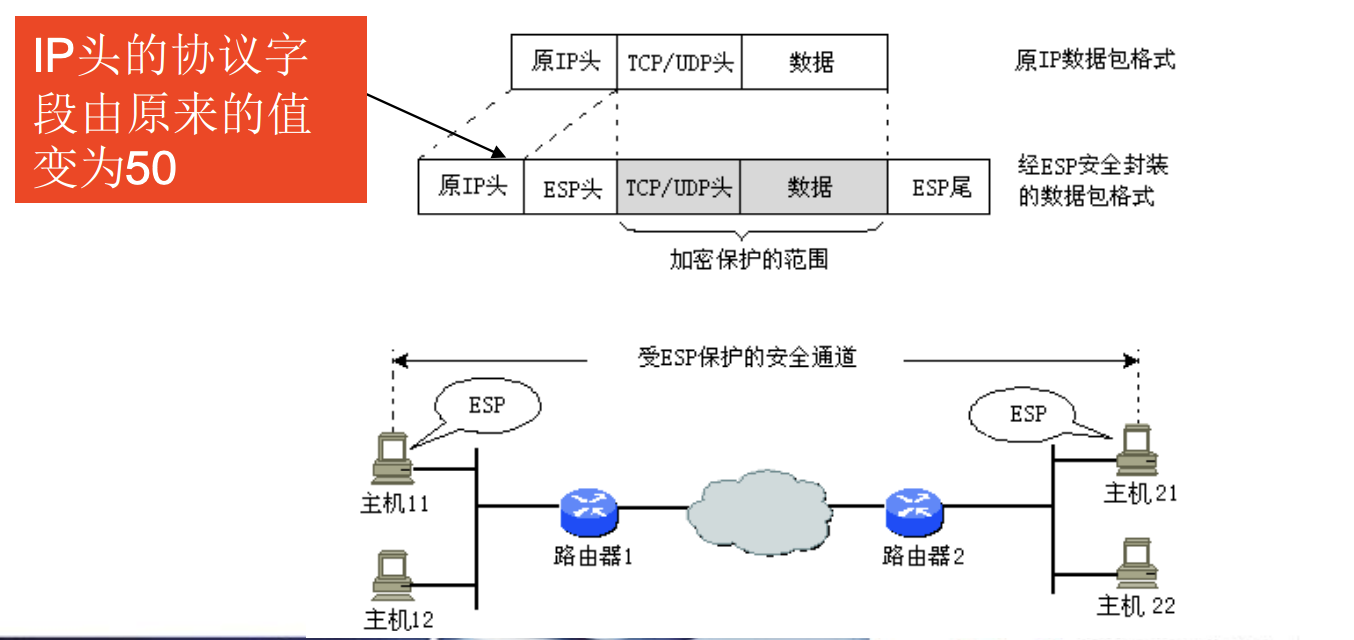 IP头的协议字
段由原来的值
变为50
原IP头 TCP/UDP头 数据 原IP数据包格式
原IP头 ESP头 TCP/UDP头 数据 ESP尾 经ESP安全封装
的数据包格式
加密保护的范围
受ESP保护的安全通道
ESP ESP
主机11 主机21
路由器1 路由器2
主机12 主机 22